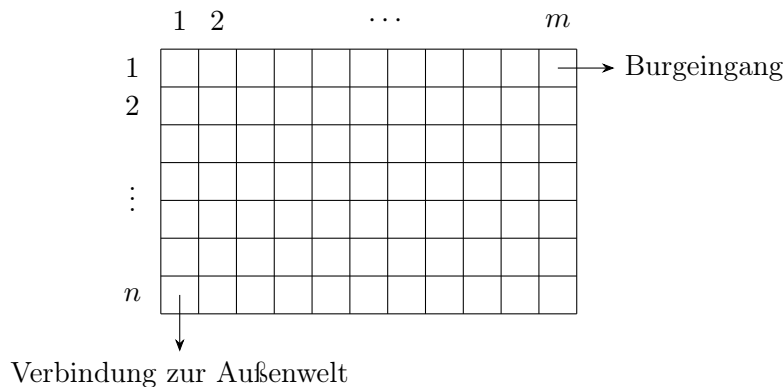 1 2 ⋯ m
1 Burgeingang
2
⋮
n
Verbindung zur Außenwelt